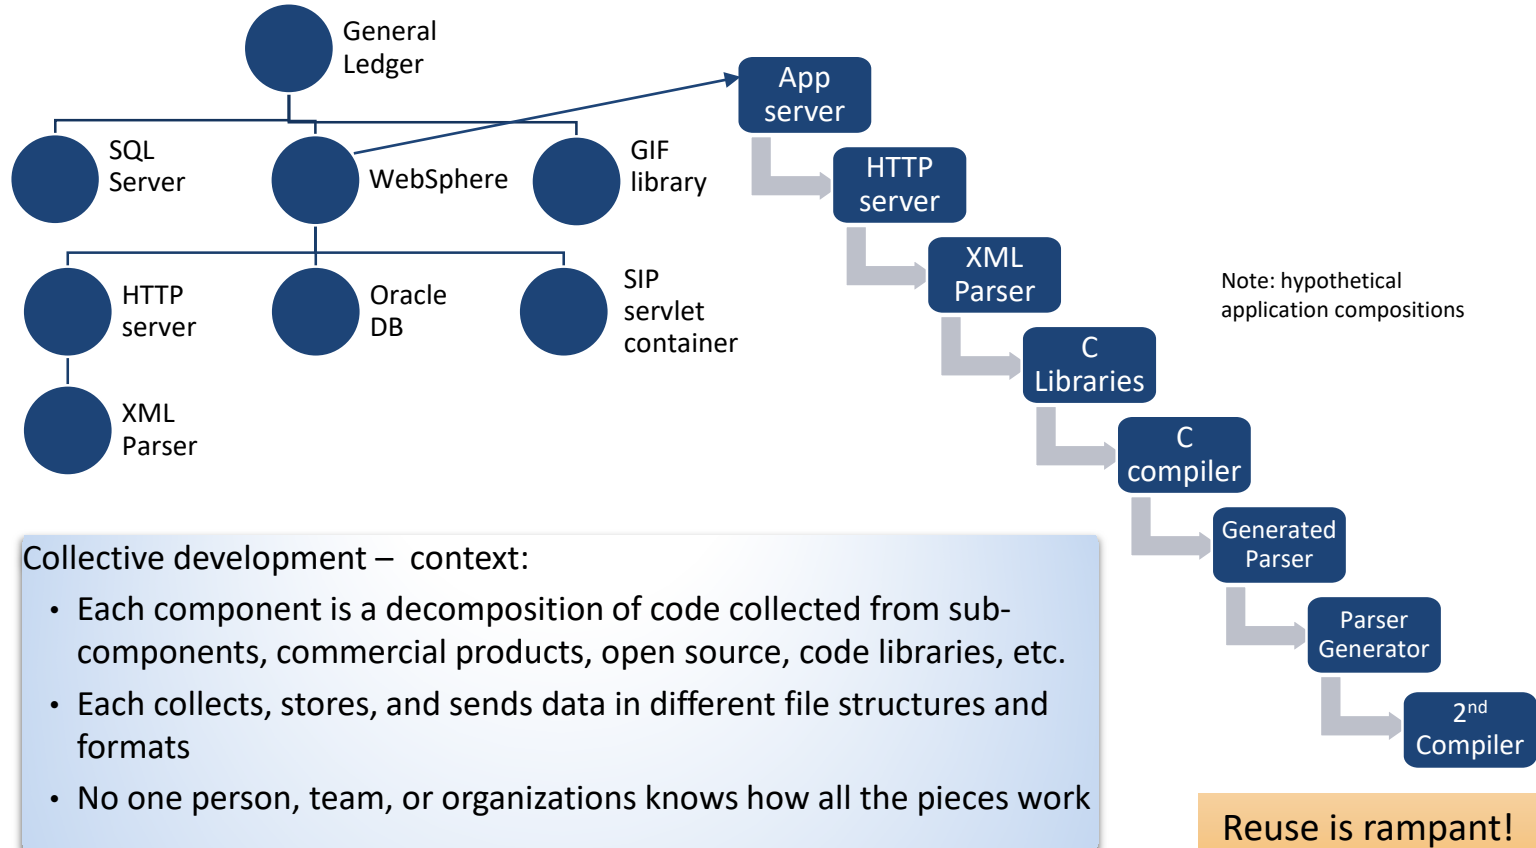 General
Ledger
SQL
Server
WebSphere
GIF
library
HTTP
server
Oracle
DB
SIP
servlet
container
XML
Parser
App
server
HTTP
server
XML
Parser
C
Libraries
C
compiler
Generated
Parser
Parser
Generator
2nd
Compiler
Note: hypothetical
application compositions
Collective development – context:
• Each component is a decomposition of code collected from sub-
components, commercial products, open source, code libraries, etc.
• Each collects, stores, and sends data in different file structures and
formats
• No one person, team, or organizations knows how all the pieces work
Reuse is rampant!